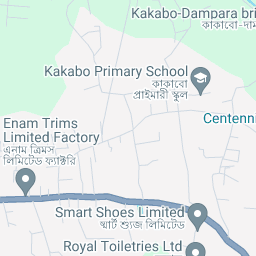 Kakabo-Dampara bri
কাকাবো-দাম
Kakabo Primary School
কাকাবো
প্রাইমারী স্কুল
Centenni
Enam Trims
Limited Factory
এনাম ট্রিমস
লিমিটেড ফ্যাক্টরি
Smart Shoes Limited
স্মার্ট শ্যুজ লিমিটেড
Royal Toiletries Ltd